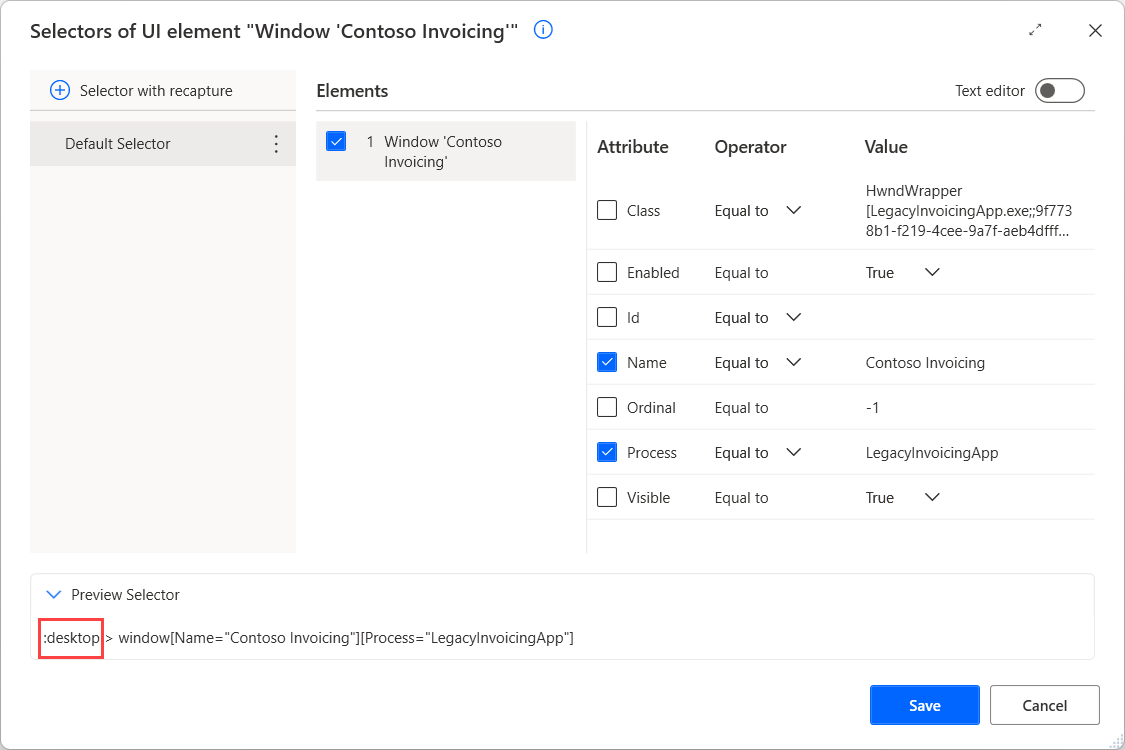 Selectors of UI element "Window 'Contoso Invoicing'"
Selector with recapture
Elements
Text editor
Default Selector
1 Window 'Contoso
Invoicing'
Attribute Operator Value
Class Equal to HwndWrapper
[LegacyInvoicingApp.exe;;9f773
8b1-f219-4cee-9a7f-aeb4dfff...
Enabled Equal to True
Id Equal to
Name Equal to Contoso Invoicing
Ordinal Equal to -1
Process Equal to LegacyInvoicingApp
Visible Equal to True
Preview Selector
:desktop > window[Name="Contoso Invoicing"][Process="LegacyInvoicingApp"]
Save Cancel